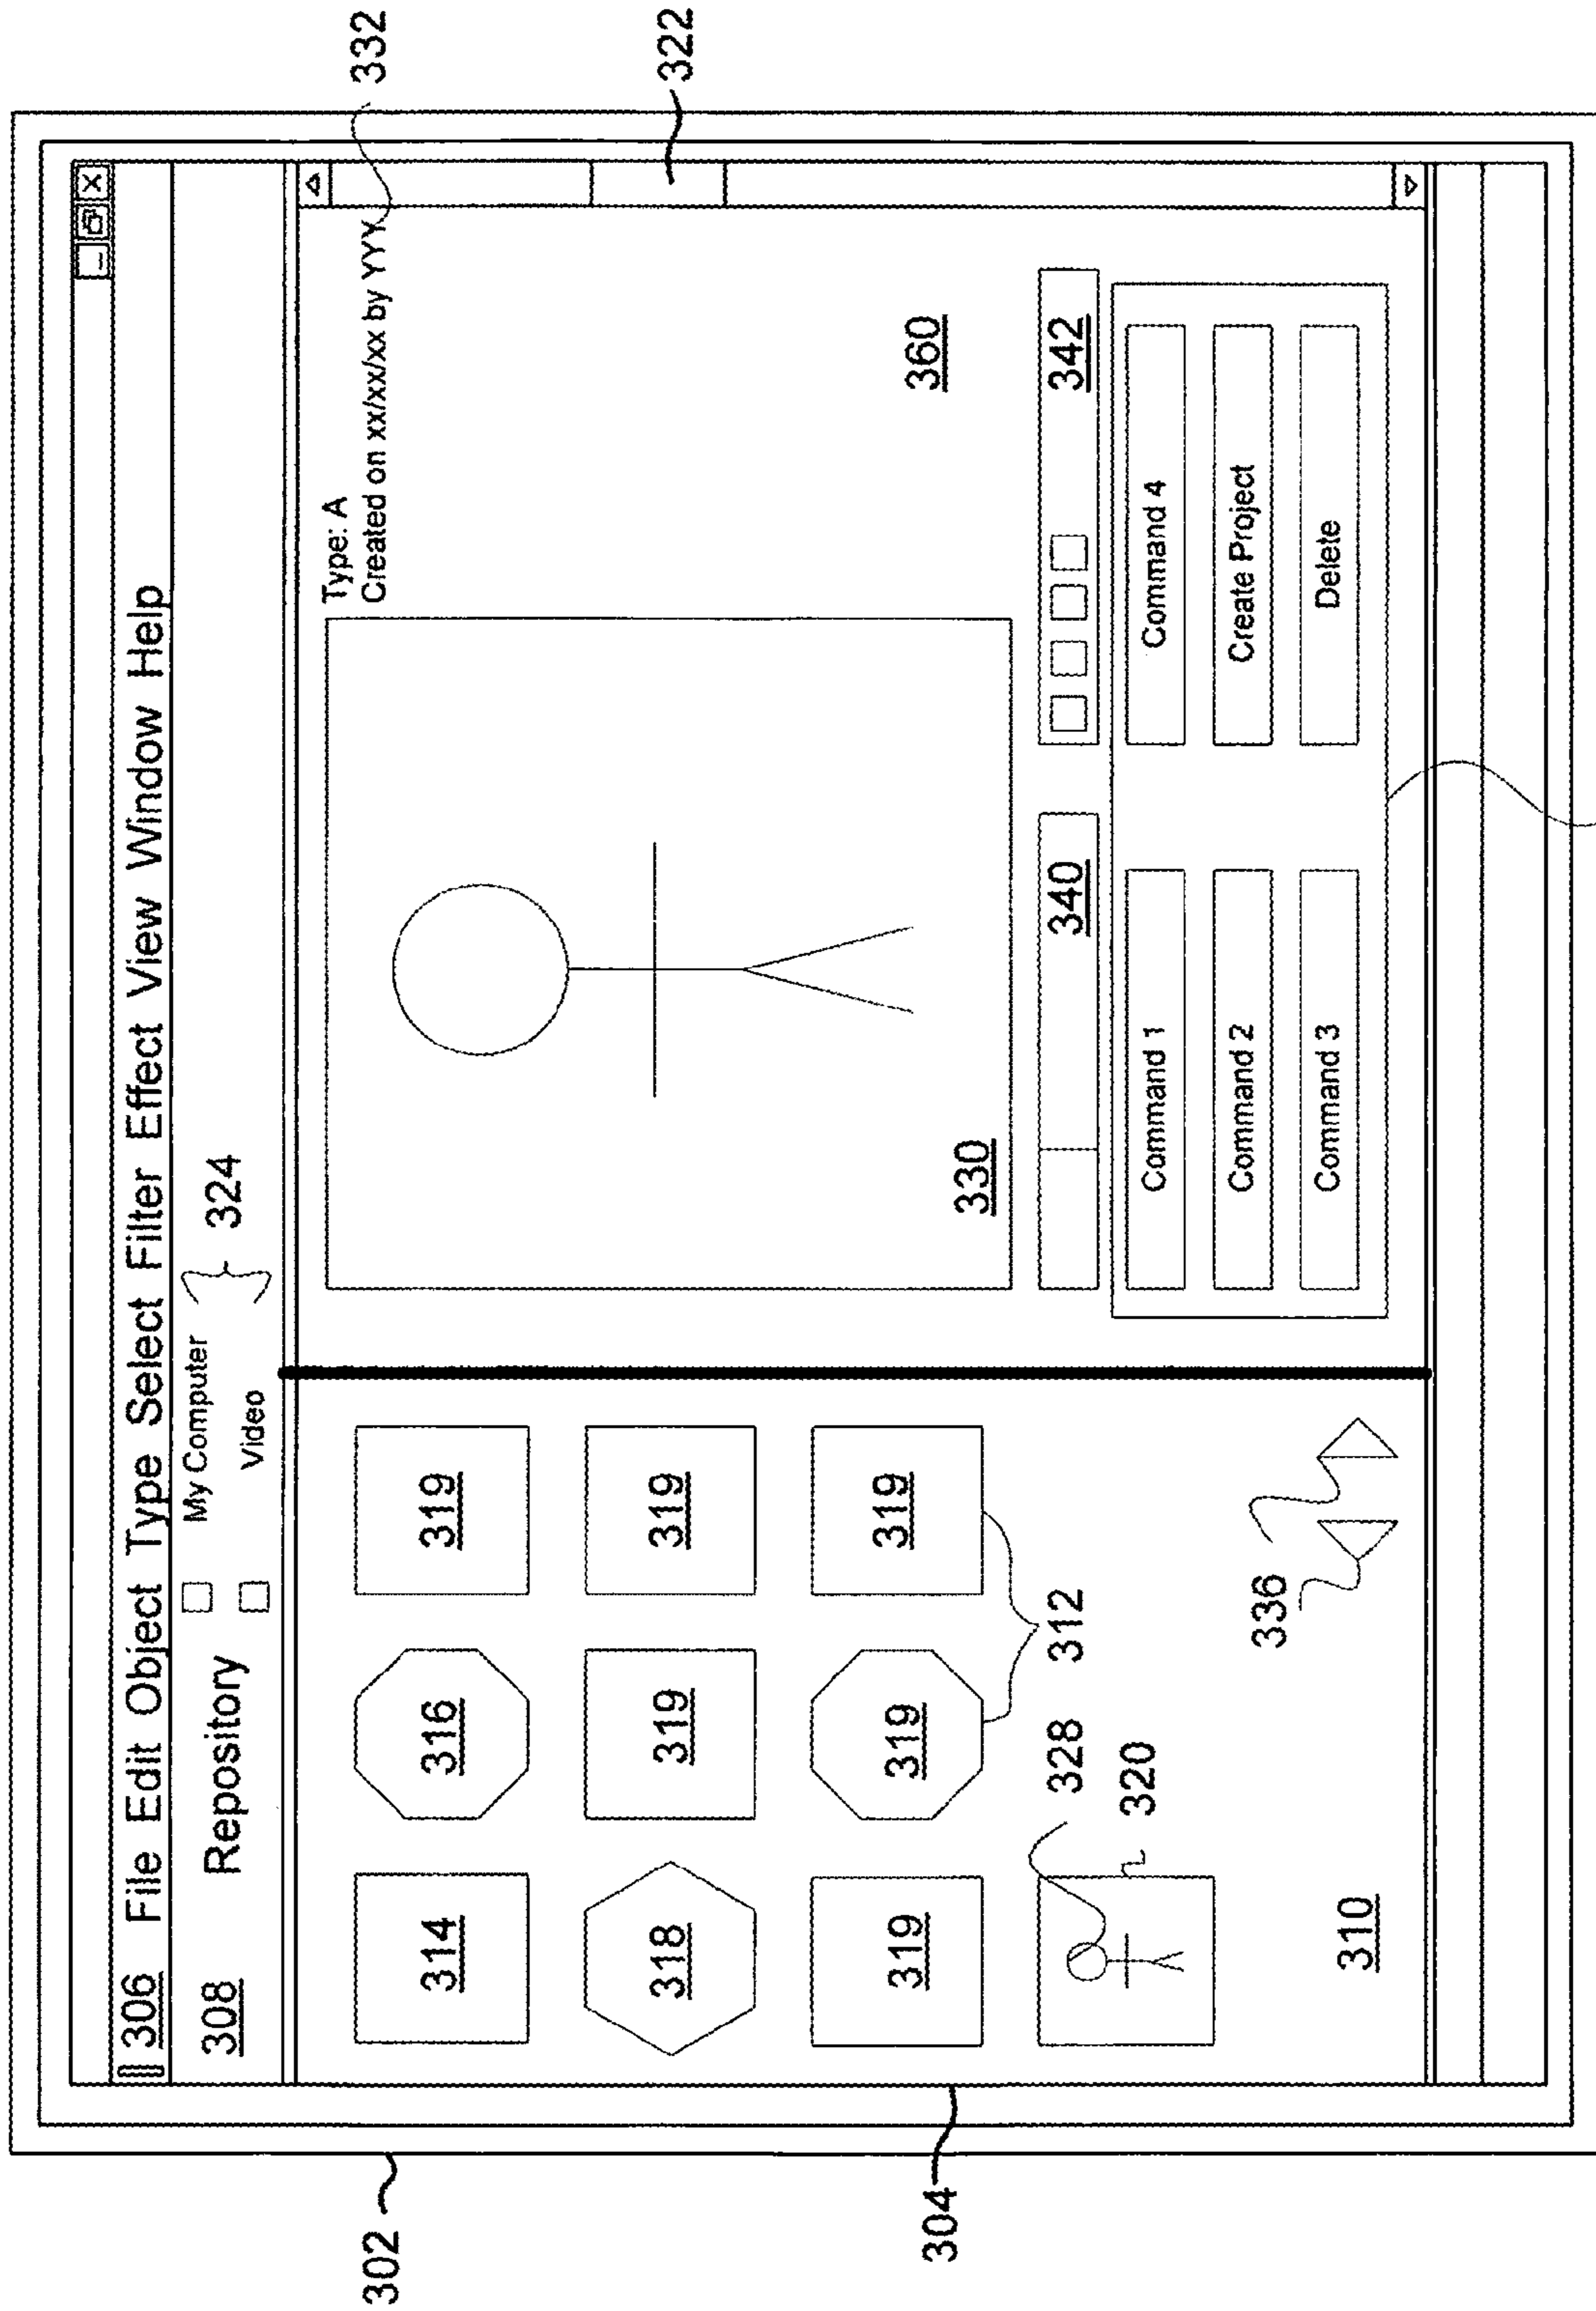 306 File Edit Object Type Select Filter Effect View Window Help
308 Repository
My Computer
Video
324
Type: A
Created on xx/xx/xx by YYY
332
322
314
316
319
318
319
319
319
319
319
312
328
320
336
310
330
360
340
342
Command 1
Command 4
Command 2
Create Project
Command 3
Delete
302
304